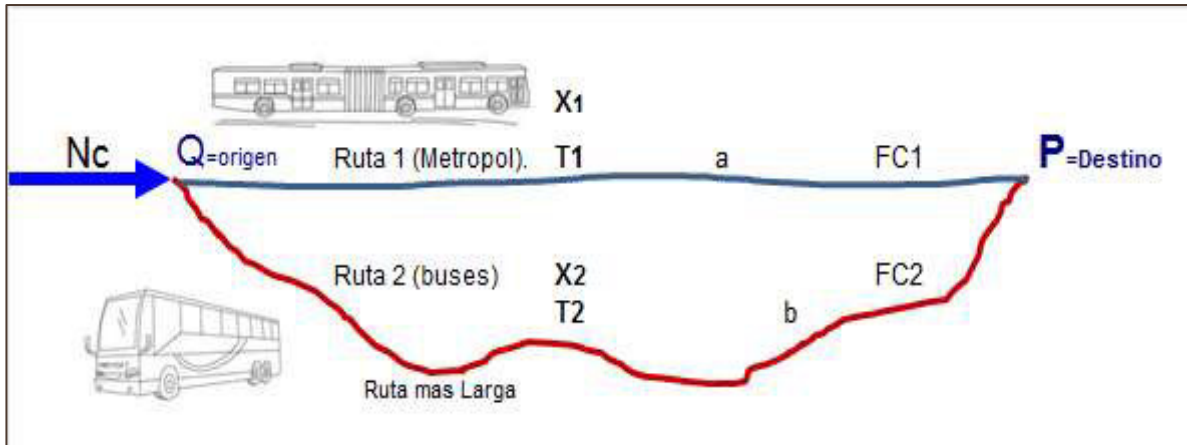 X1
Nc Q=origen Ruta 1 (Metropol). T1 a FC1 P=Destino
Ruta 2 (buses) X2 FC2
T2 b
Ruta mas Larga